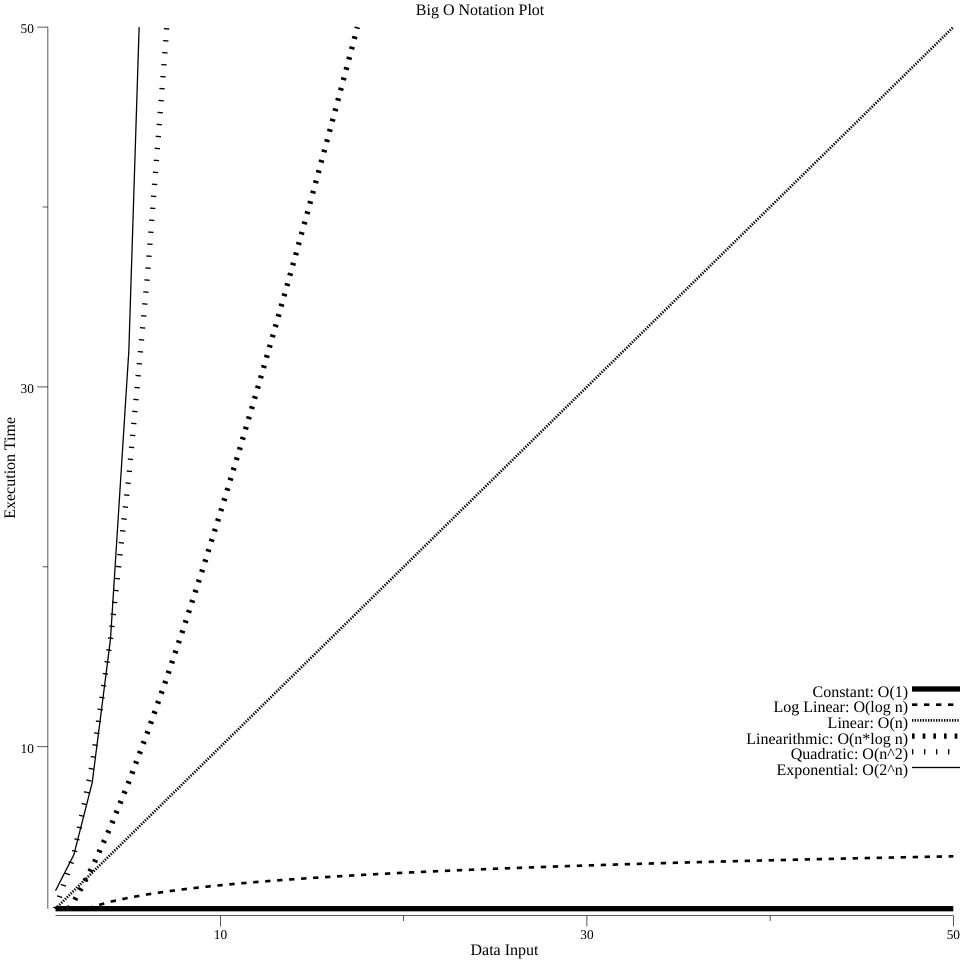 Big O Notation Plot
50
30
10
Execution Time
Constant: O(1)
Log Linear: O(log n)
Linear: O(n)
Linearithmic: O(n*log n)
Quadratic: O(n^2)
Exponential: O(2^n)
10
30
50
Data Input